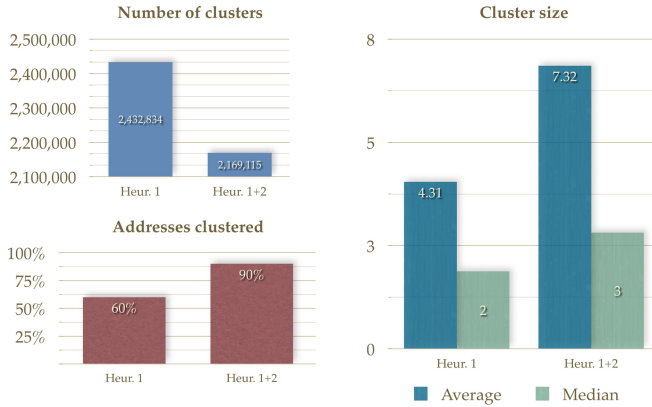 Number of clusters
2,500,000
2,400,000
2,300,000
2,200,000
2,100,000
2,432,834
2,169,115
Heur. 1
Heur. 1+2
Addresses clustered
100%
75%
50%
25%
60%
90%
Heur. 1
Heur. 1+2
Cluster size
8
5
3
0
4.31
2
7.32
3
Heur. 1
Heur. 1+2
Average
Median